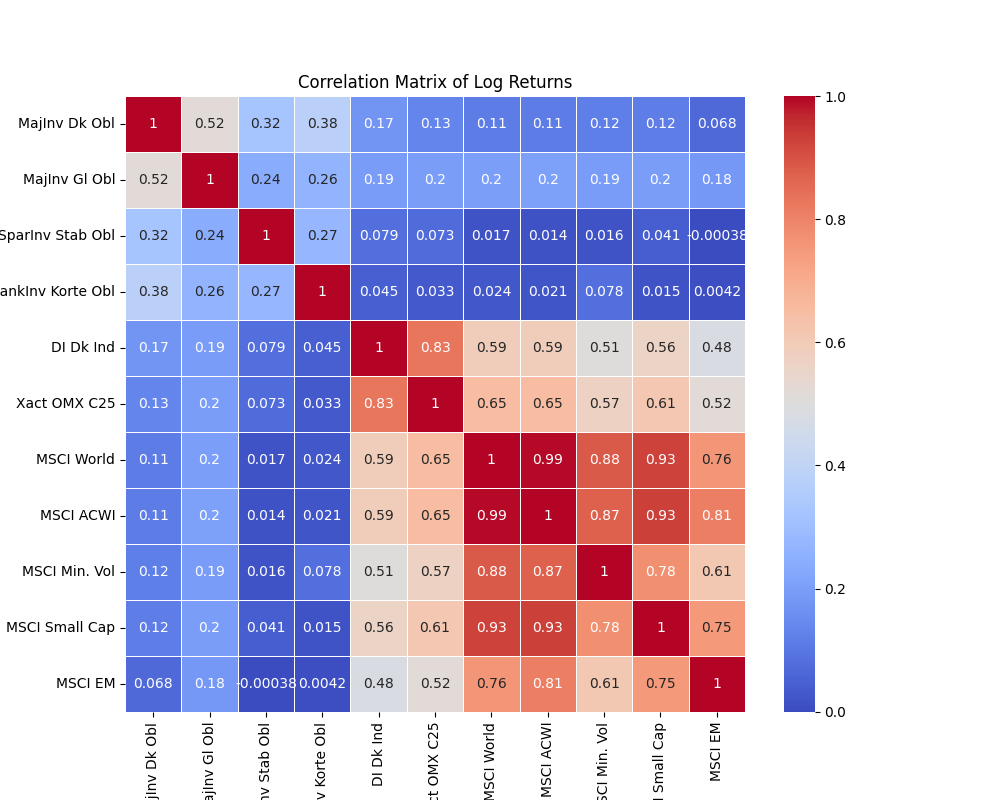 Correlation Matrix of Log Returns
MajInv Dk Obl 1 0.52 0.32 0.38 0.17 0.13 0.11 0.11 0.12 0.12 0.068
MajInv Gl Obl 0.52 1 0.24 0.26 0.19 0.2 0.2 0.2 0.19 0.2 0.18
SparInv Stab Obl 0.32 0.24 1 0.27 0.079 0.073 0.017 0.014 0.016 0.041 -0.00038
ankInv Korte Obl 0.38 0.26 0.27 1 0.045 0.033 0.024 0.021 0.078 0.015 0.0042
DI Dk Ind 0.17 0.19 0.079 0.045 1 0.83 0.59 0.59 0.51 0.56 0.48
Xact OMX C25 0.13 0.2 0.073 0.033 0.83 1 0.65 0.65 0.57 0.61 0.52
MSCI World 0.11 0.2 0.017 0.024 0.59 0.65 1 0.99 0.88 0.93 0.76
MSCI ACWI 0.11 0.2 0.014 0.021 0.59 0.65 0.99 1 0.87 0.93 0.81
MSCI Min. Vol 0.12 0.19 0.016 0.078 0.51 0.57 0.88 0.87 1 0.78 0.61
MSCI Small Cap 0.12 0.2 0.041 0.015 0.56 0.61 0.93 0.93 0.78 1 0.75
MSCI EM 0.068 0.18 -0.00038 0.0042 0.48 0.52 0.76 0.81 0.61 0.75 1
jInv Dk Obl
ajInv Gl Obl
nv Stab Obl
v Korte Obl
DI Dk Ind
ct OMX C25
MSCI World
MSCI ACWI
SCI Min. Vol
I Small Cap
MSCI EM
1.0
0.8
0.6
0.4
0.2
0.0